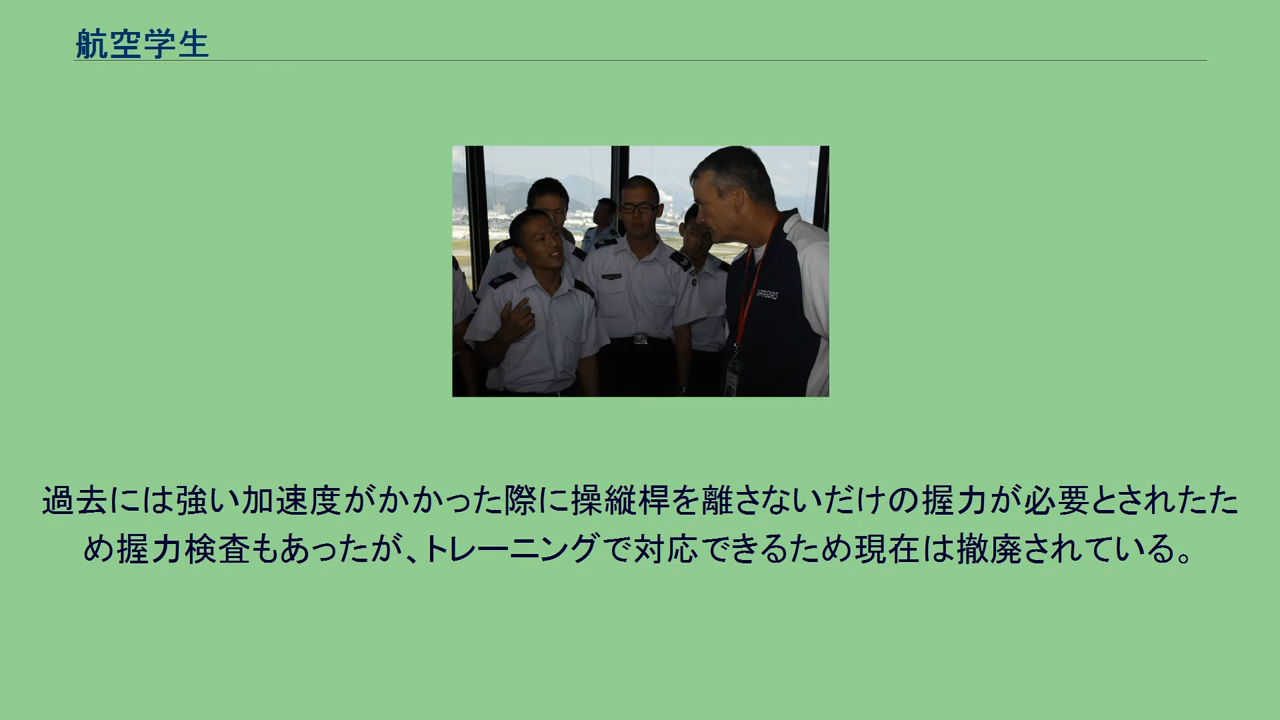 航空学生
過去には強い加速度がかかった際に操縦桿を離さないだけの握力が必要とされたた
め握力検査もあったが、トレーニングで対応できるため現在は撤廃されている。